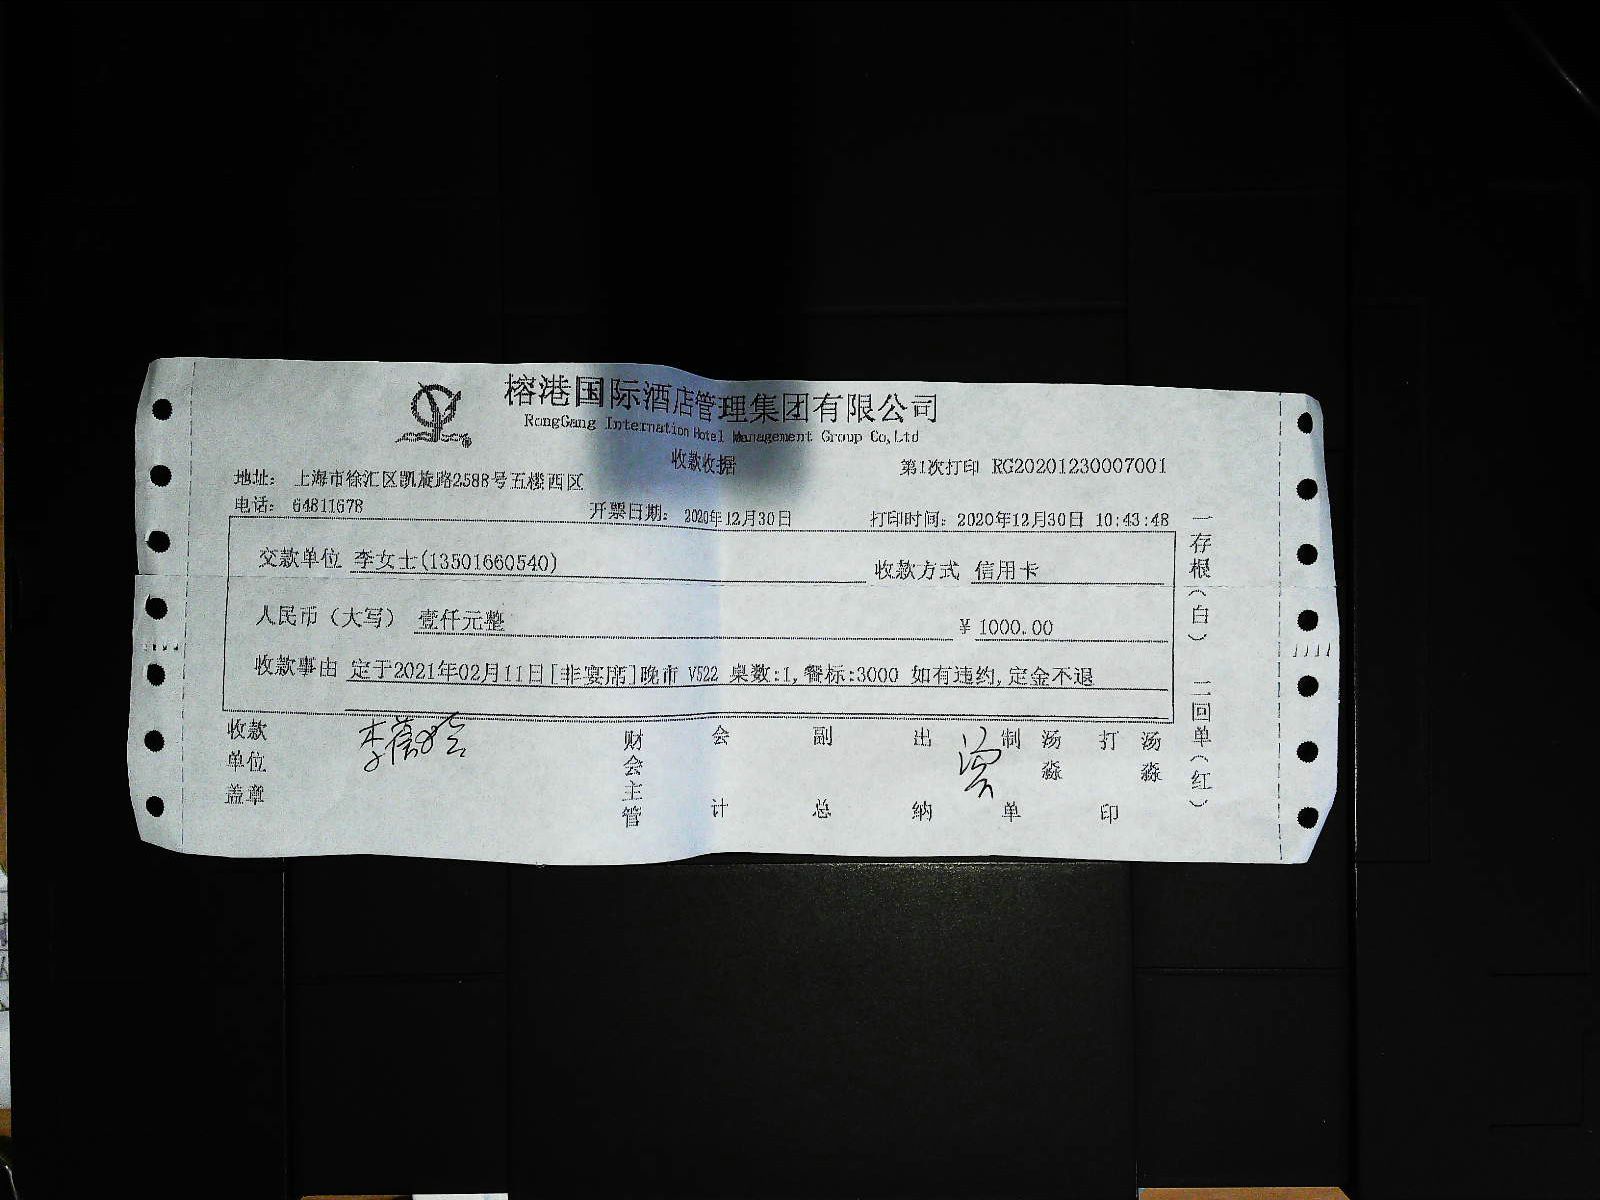 榕港国际酒店管理集团有限公司
RongGang Internation Hotel Management Group Co,Ltd
收款收据
第1次打印 RG20201230007001
地址: 上海市徐汇区凯旋路2588号五楼西区
电话: 64811678
开票日期: 2020年12月30日
打印时间: 2020年12月30日 10:43:48
交款单位 李女士(13501660540)
收款方式 信用卡
人民币（大写） 壹仟元整
¥ 1000.00
收款事由 定于2021年02月11日[非宴席]晚市 V522 桌数:1,餐标:3000 如有违约,定金不退
收款单位盖章
财会主管
会计
副总
出纳
制单
汤淼
打印
汤淼
一存根(白) 二回单(红)